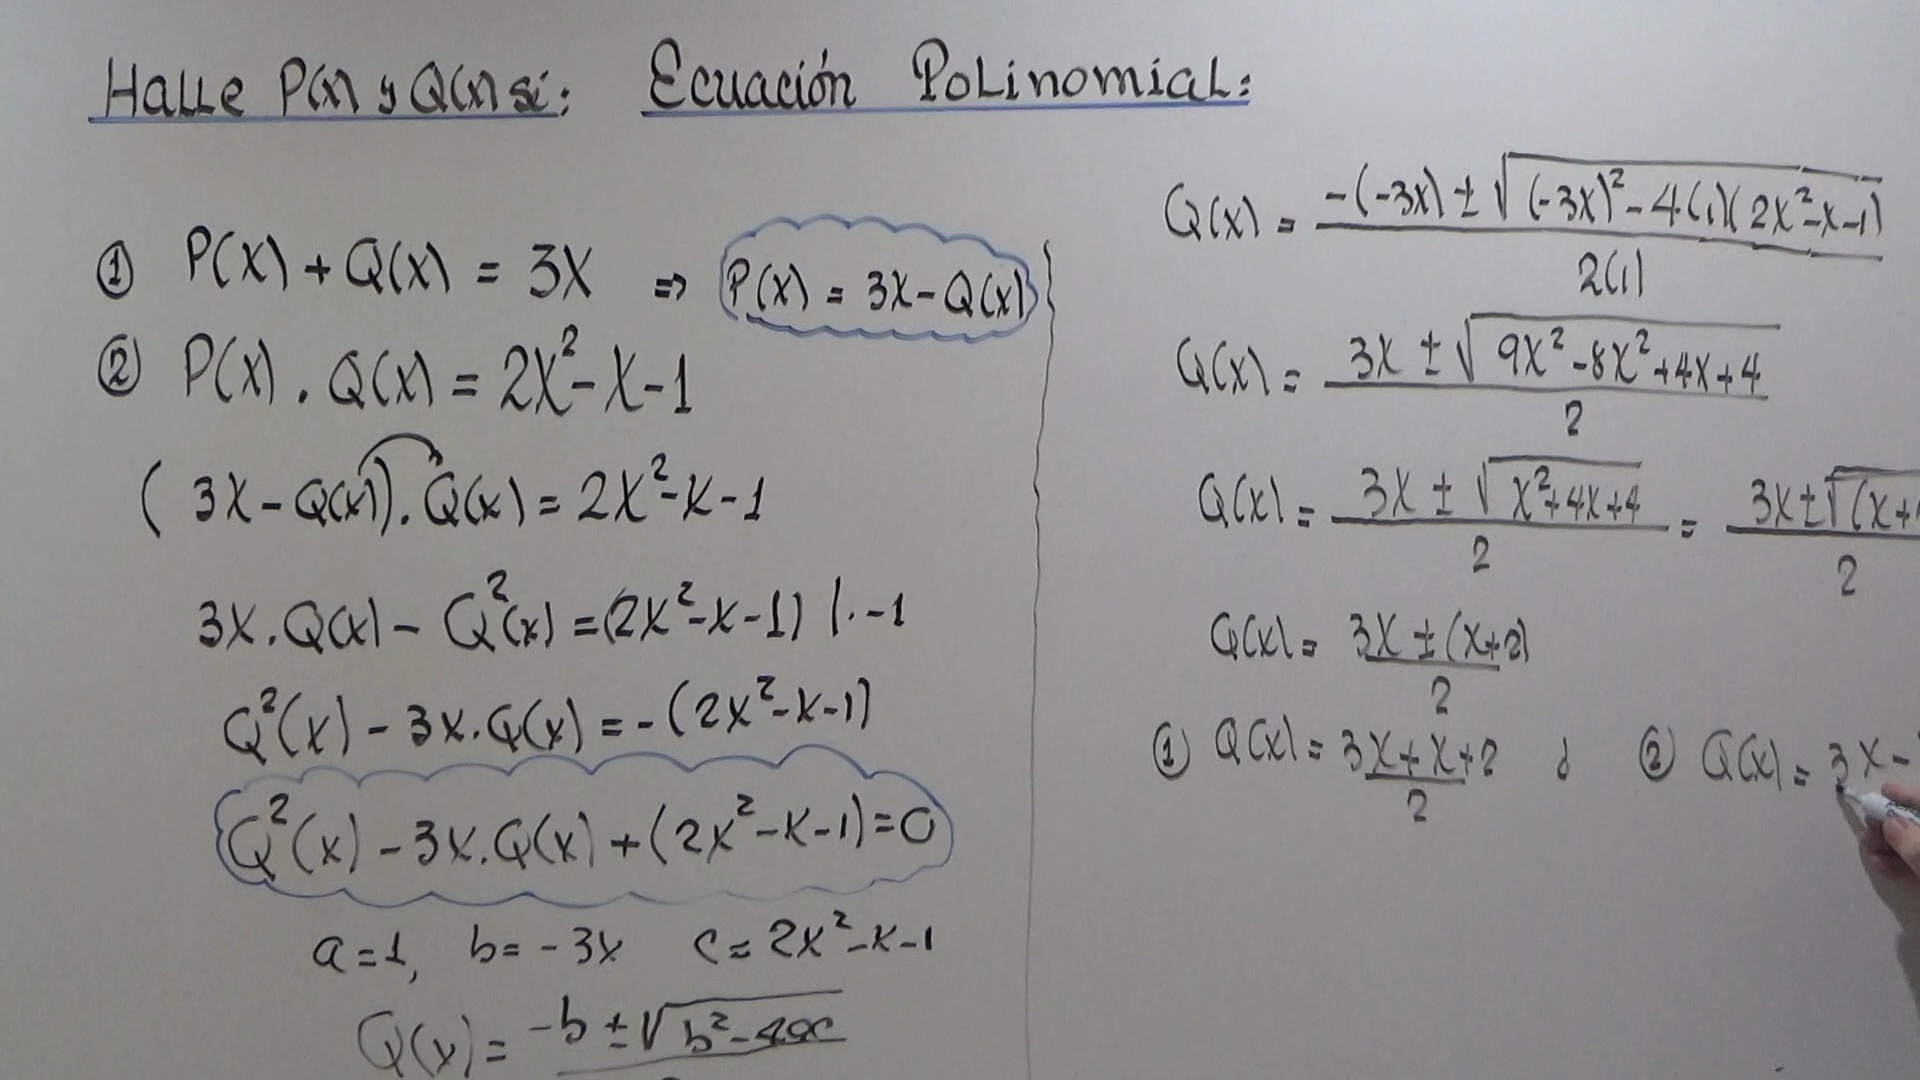 Halle P(x) y Q(x) si: Ecuación Polinomial:
① P(x) + Q(x) = 3x ⇒ P(x) = 3x - Q(x)
② P(x) . Q(x) = 2x² - x - 1
( 3x - Q(x) ) . Q(x) = 2x² - x - 1
3x . Q(x) - Q²(x) = (2x² - x - 1) | · -1
Q²(x) - 3x . Q(x) = - (2x² - x - 1)
Q²(x) - 3x . Q(x) + (2x² - x - 1) = 0
a = 1, b = -3x c = 2x² - x - 1
Q(x) = -b ± √b² - 4ac
Q(x) = -(-3x) ± √(-3x)² - 4(1)(2x² - x - 1) / 2(1)
Q(x) = 3x ± √9x² - 8x² + 4x + 4 / 2
Q(x) = 3x ± √x² + 4x + 4 / 2 = 3x ± √(x + / 2
Q(x) = 3x ± (x + 2) / 2
① Q(x) = 3x + x + 2 / 2 ó ② Q(x) = 3x -